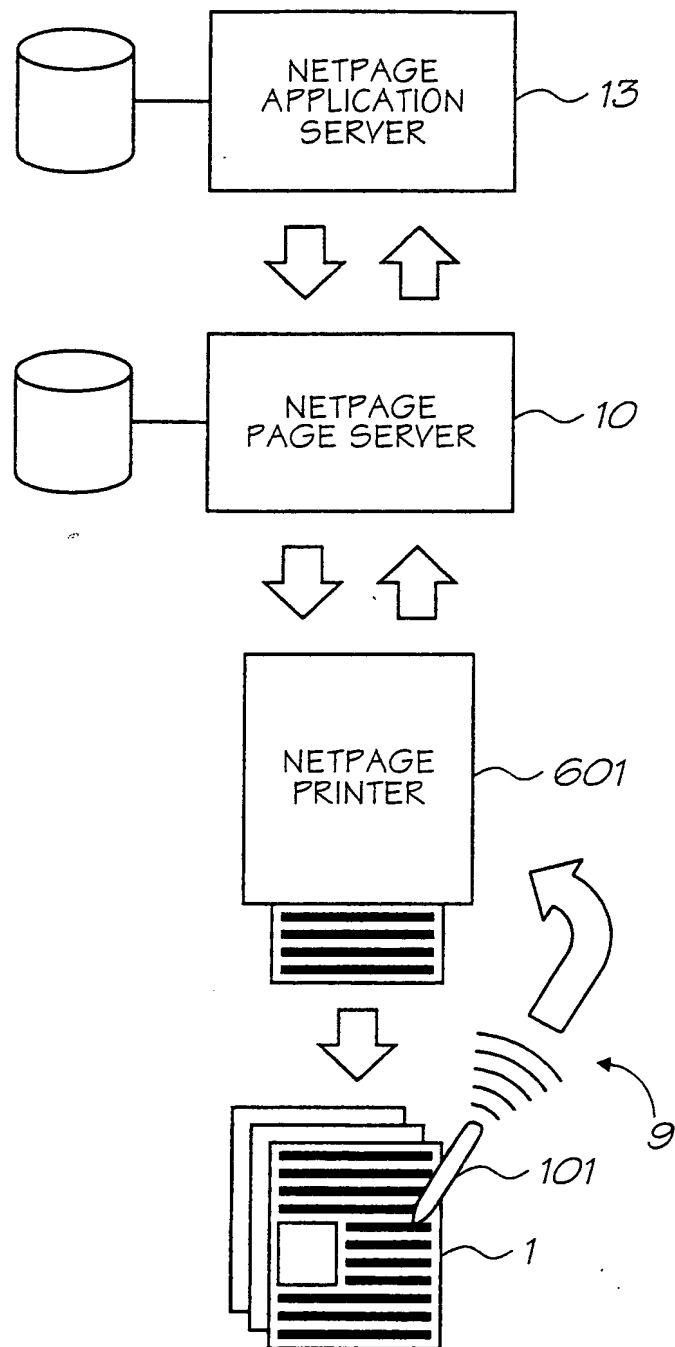 NETPAGE
APPLICATION
SERVER
13
NETPAGE
PAGE SERVER
10
NETPAGE
PRINTER
601
9
101
1